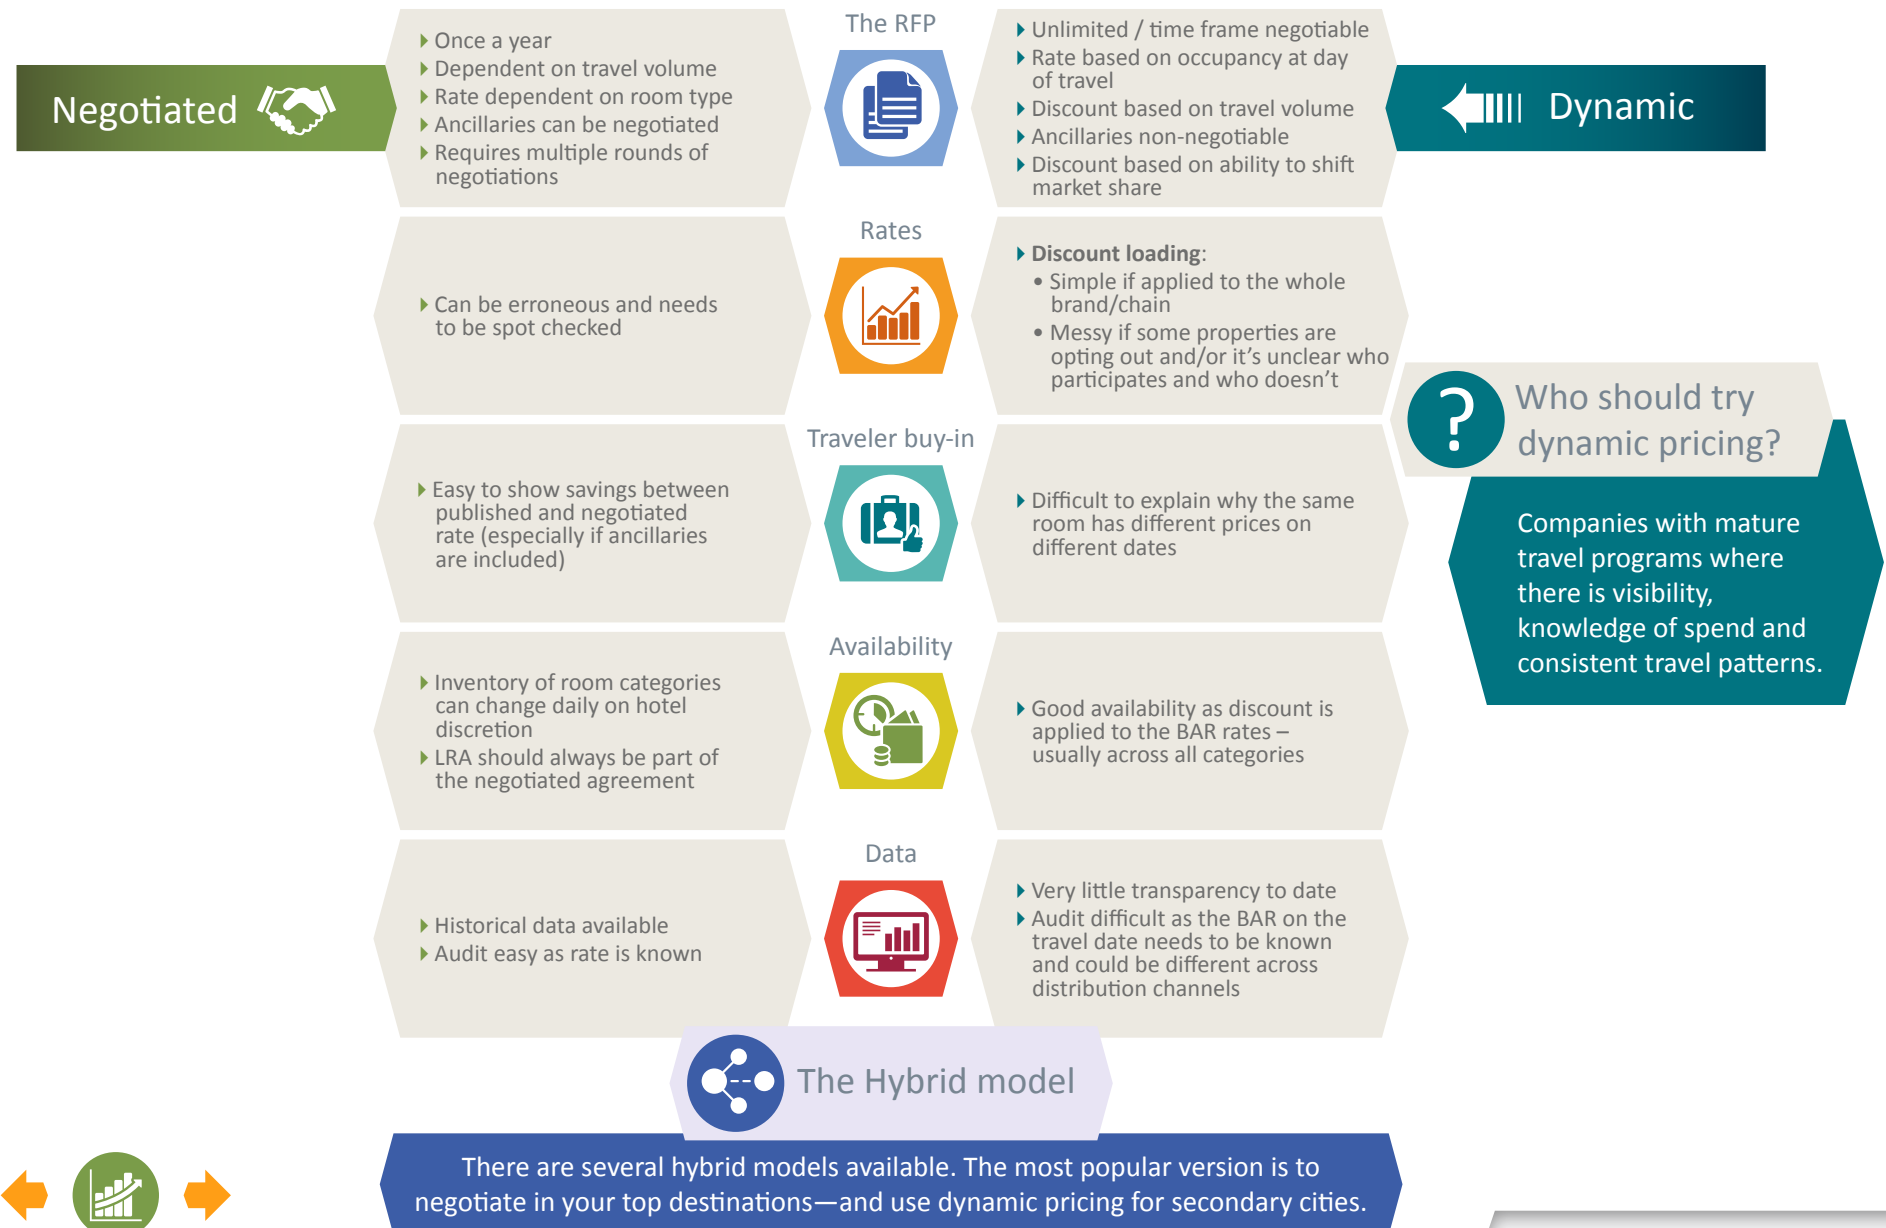 Negotiated
The RFP
Once a year
Dependent on travel volume
Rate dependent on room type
Ancillaries can be negotiated
Requires multiple rounds of
negotiations
Unlimited / time frame negotiable
Rate based on occupancy at day
of travel
Discount based on travel volume
Ancillaries non-negotiable
Discount based on ability to shift
market share
Dynamic
Rates
Can be erroneous and needs
to be spot checked
Discount loading:
• Simple if applied to the whole
brand/chain
• Messy if some properties are
opting out and/or it's unclear who
participates and who doesn't
Traveler buy-in
Easy to show savings between
published and negotiated
rate (especially if ancillaries
are included)
Difficult to explain why the same
room has different prices on
different dates
?
Who should try
dynamic pricing?
Companies with mature
travel programs where
there is visibility,
knowledge of spend and
consistent travel patterns.
Availability
Inventory of room categories
can change daily on hotel
discretion
LRA should always be part of
the negotiated agreement
Good availability as discount is
applied to the BAR rates –
usually across all categories
Data
Historical data available
Audit easy as rate is known
Very little transparency to date
Audit difficult as the BAR on the
travel date needs to be known
and could be different across
distribution channels
The Hybrid model
There are several hybrid models available. The most popular version is to
negotiate in your top destinations—and use dynamic pricing for secondary cities.